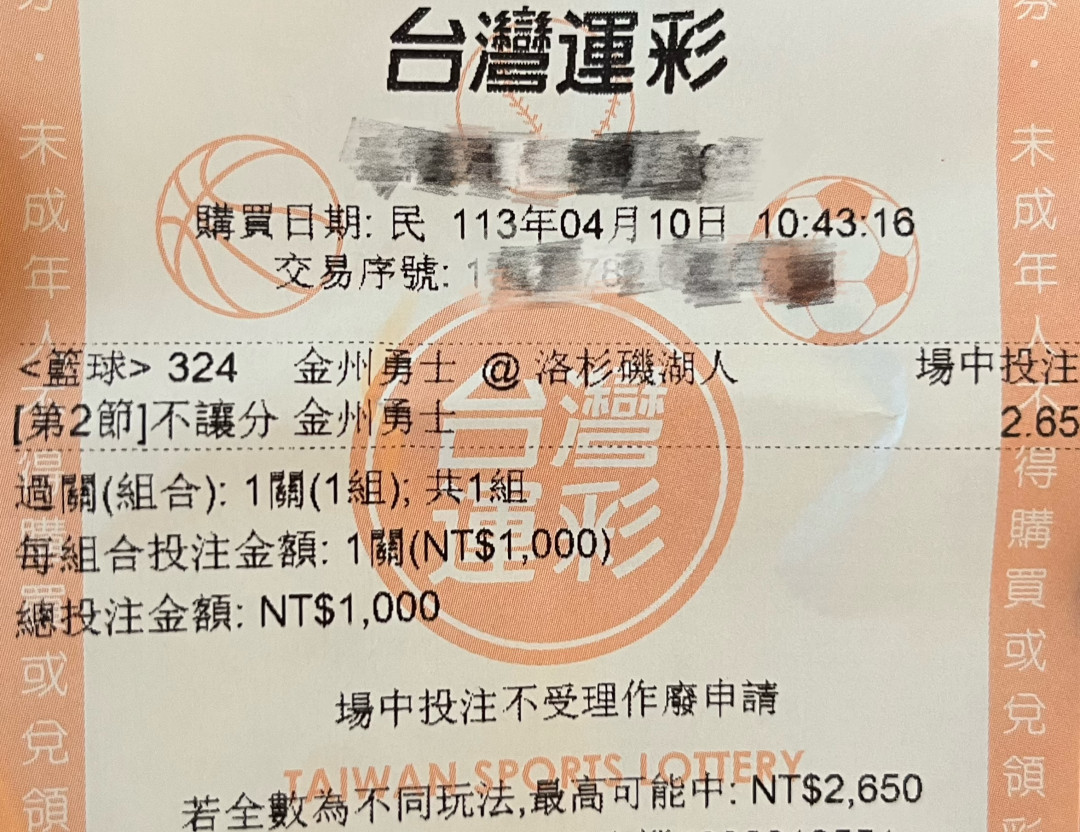 台灣運彩
購買日期: 民 113年04月10日 10:43:16
交易序號:
<籃球> 324 金州勇士 @ 洛杉磯湖人 場中投注
[第2節]不讓分 金州勇士 2.65
過關(組合): 1關(1組); 共1組
每組合投注金額: 1關(NT$1,000)
總投注金額: NT$1,000
台灣運彩
場中投注不受理作廢申請
TAIWAN SPORTS LOTTERY
若全數為不同玩法,最高可能中: NT$2,650
未成年人不得購買或兌領
未成年人不得購買或兌領